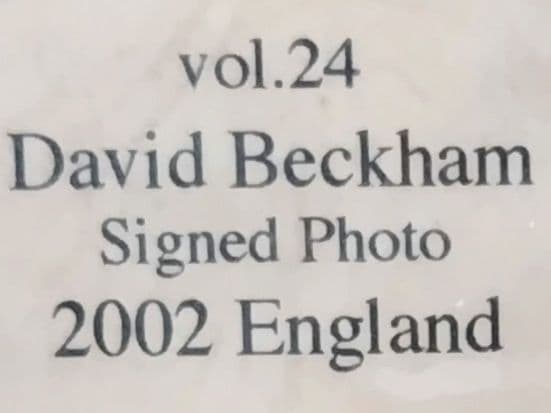 vol.24
David Beckham
Signed Photo
2002 England